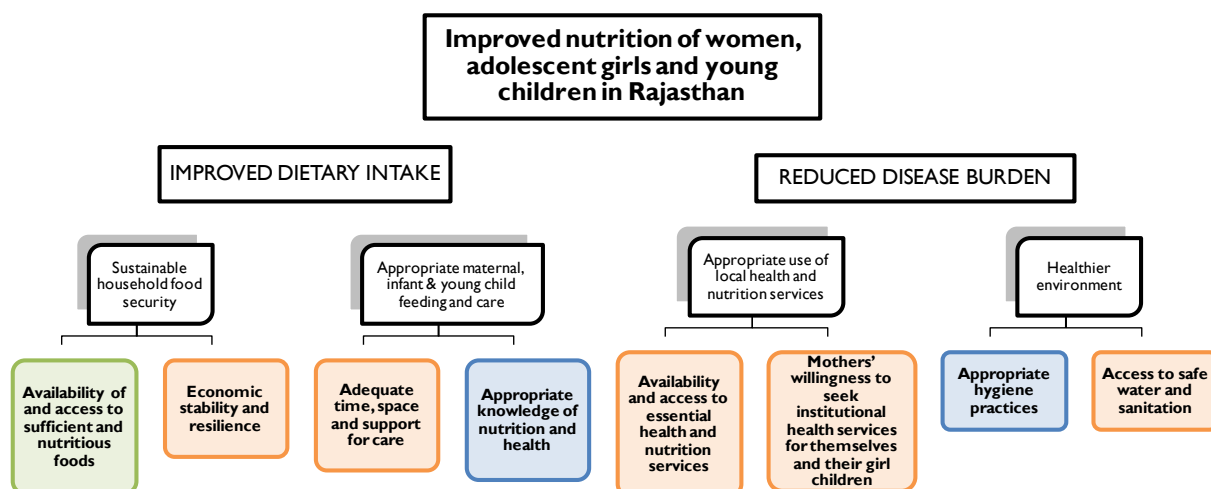 Improved nutrition of women,
adolescent girls and young
children in Rajasthan
IMPROVED DIETARY INTAKE
REDUCED DISEASE BURDEN
Sustainable
household food
security
Appropriate maternal,
infant & young child
feeding and care
Appropriate use of
local health and
nutrition services
Healthier
environment
Availability of
and access to
sufficient and
nutritious
foods
Economic
stability and
resilience
Adequate
time, space
and support
for care
Appropriate
knowledge of
nutrition and
health
Availability
and access to
essential
health and
nutrition
services
Mothers'
willingness to
seek
institutional
health services
for themselves
and their girl
children
Appropriate
hygiene
practices
Access to safe
water and
sanitation